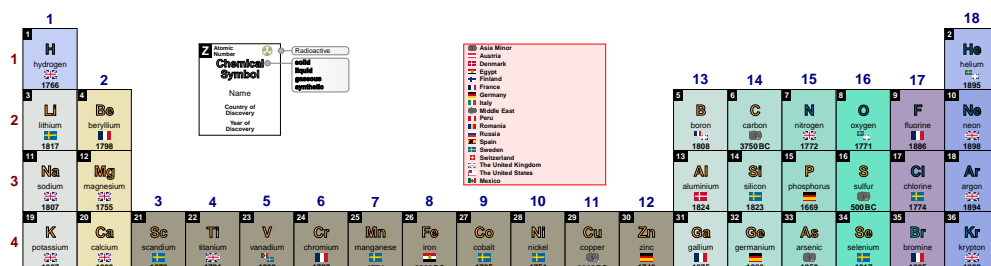 1
18
1
H
hydrogen
1766
2
Z
Atomic Number
Radioactive
Chemical Symbol
solid
liquid
gaseous
synthetic
Name
Country of Discovery
Year of Discovery
Asia Minor
Austria
Denmark
Egypt
Finland
France
Germany
Italy
Middle East
Peru
Romania
Russia
Spain
Sweden
Switzerland
The United Kingdom
The United States
Mexico
13
14
15
16
17
2
He
helium
1895
1
2
3
Li
lithium
1817
4
Be
beryllium
1798
5
B
boron
1808
6
C
carbon
3750BC
7
N
nitrogen
1772
8
O
oxygen
1771
9
F
fluorine
1886
10
Ne
neon
1898
3
11
Na
sodium
1807
12
Mg
magnesium
1755
3
4
5
6
7
8
9
10
11
12
13
Al
aluminium
1824
14
Si
silicon
1823
15
P
phosphorus
1669
16
S
sulfur
500BC
17
Cl
chlorine
1774
18
Ar
argon
1894
4
19
K
potassium
20
Ca
calcium
21
Sc
scandium
22
Ti
titanium
23
V
vanadium
24
Cr
chromium
25
Mn
manganese
26
Fe
iron
27
Co
cobalt
28
Ni
nickel
29
Cu
copper
30
Zn
zinc
31
Ga
gallium
32
Ge
germanium
33
As
arsenic
34
Se
selenium
35
Br
bromine
36
Kr
krypton